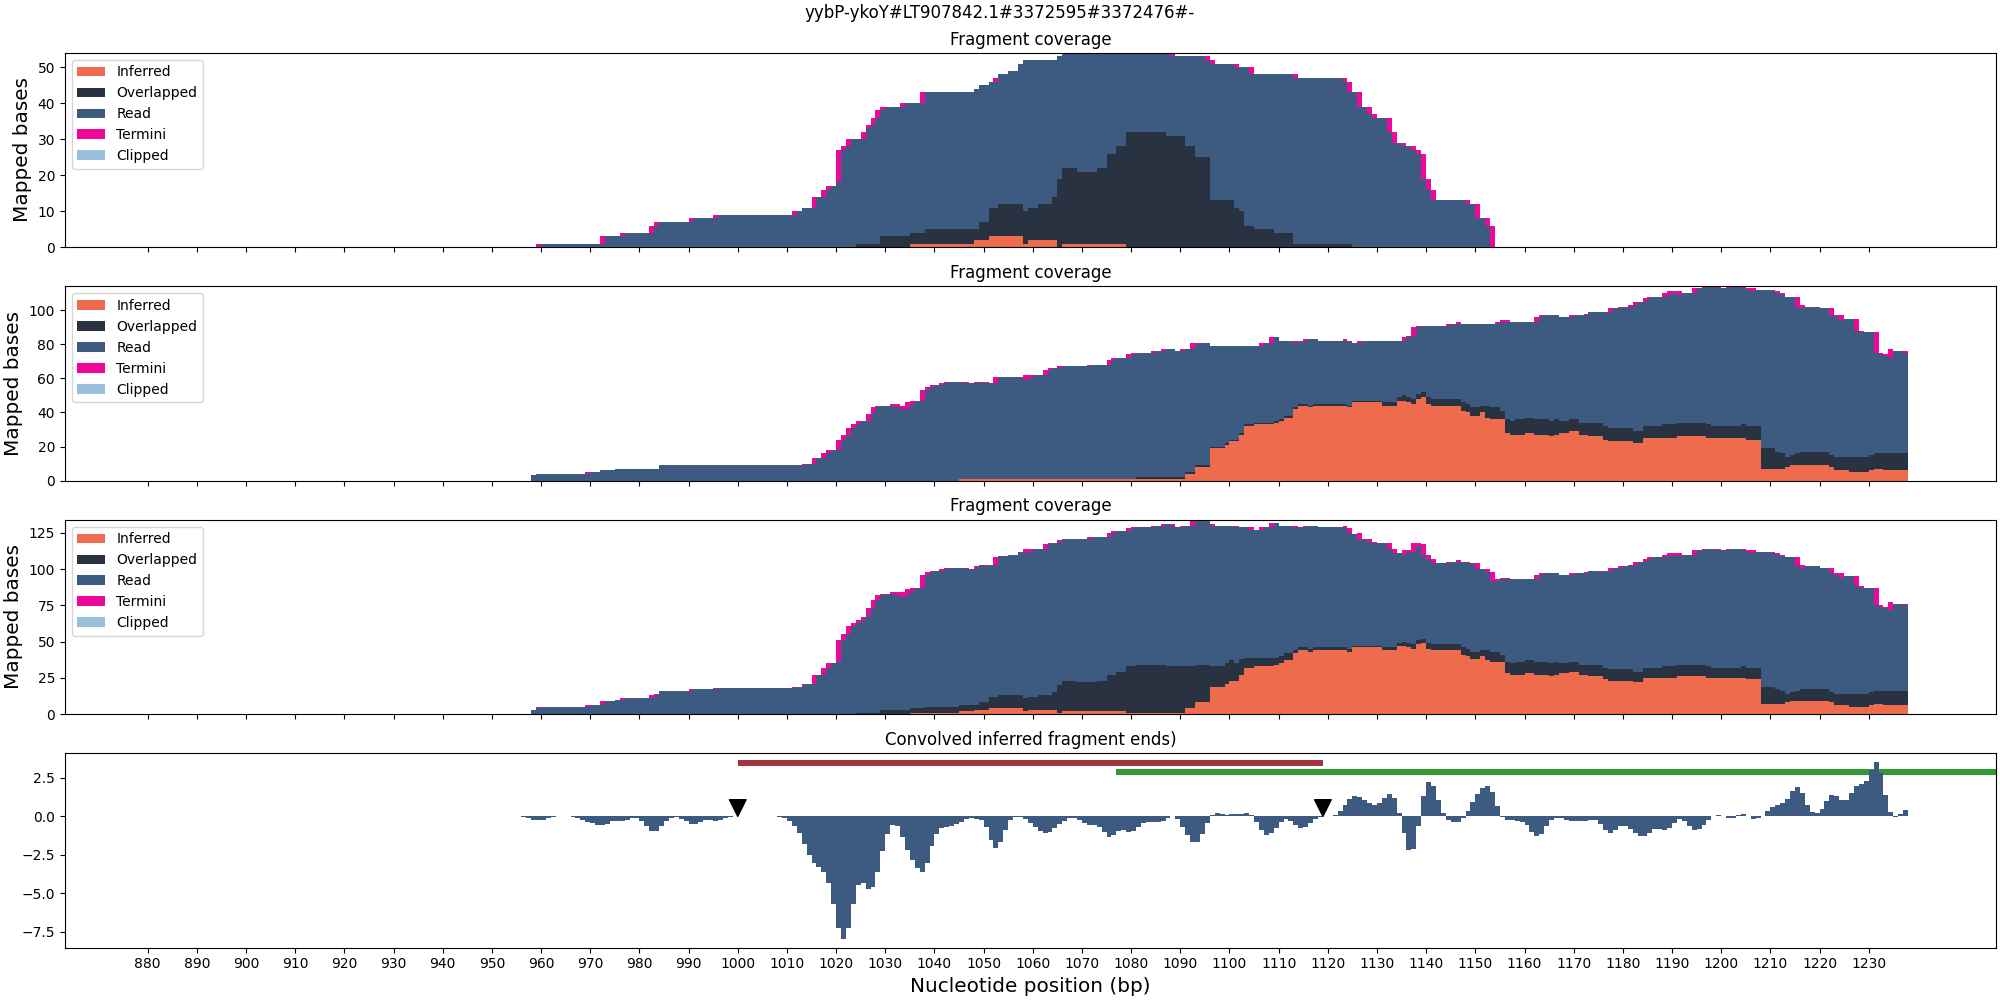 yybP-ykoY#LT907842.1#3372595#3372476#-
Fragment coverage
Mapped bases
50
40
30
20
10
0
Inferred
Overlapped
Read
Termini
Clipped
Fragment coverage
Mapped bases
100
80
60
40
20
0
Inferred
Overlapped
Read
Termini
Clipped
Fragment coverage
Mapped bases
125
100
75
50
25
0
Inferred
Overlapped
Read
Termini
Clipped
Convolved inferred fragment ends)
2.5
0.0
−2.5
−5.0
−7.5
880 890 900 910 920 930 940 950 960 970 980 990 1000 1010 1020 1030 1040 1050 1060 1070 1080 1090 1100 1110 1120 1130 1140 1150 1160 1170 1180 1190 1200 1210 1220 1230
Nucleotide position (bp)